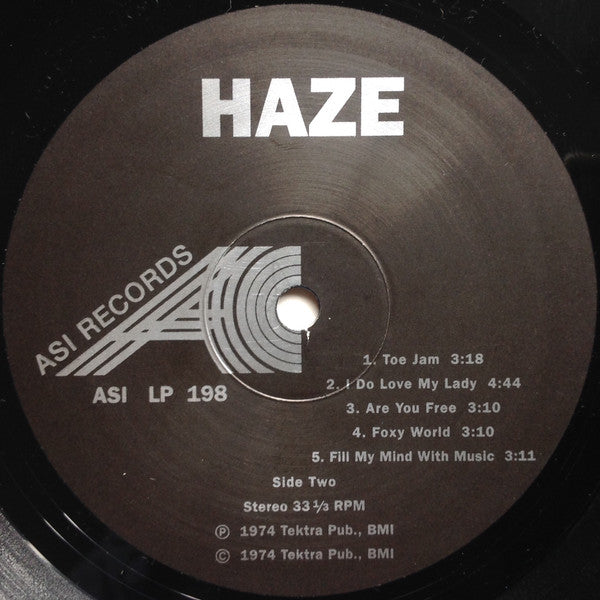 HAZE
ASI RECORDS
ASI LP 198
1. Toe Jam 3:18
2. I Do Love My Lady 4:44
3. Are You Free 3:10
4. Foxy World 3:10
5. Fill My Mind With Music 3:11
Side Two
Stereo 33 ⅓ RPM
Ⓟ 1974 Tektra Pub., BMI
© 1974 Tektra Pub., BMI